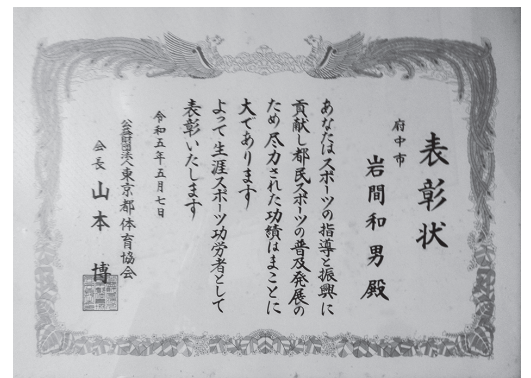 表彰状
府中市
岩間和男殿
あなたはスポーツの指導と振興に
貢献し都民スポーツの普及発展の
ため尽力された功績はまことに
大であります
よって生涯スポーツ功労者として
表彰いたします
令和五年五月七日
公益財団法人東京都体育協会
会長 山本博